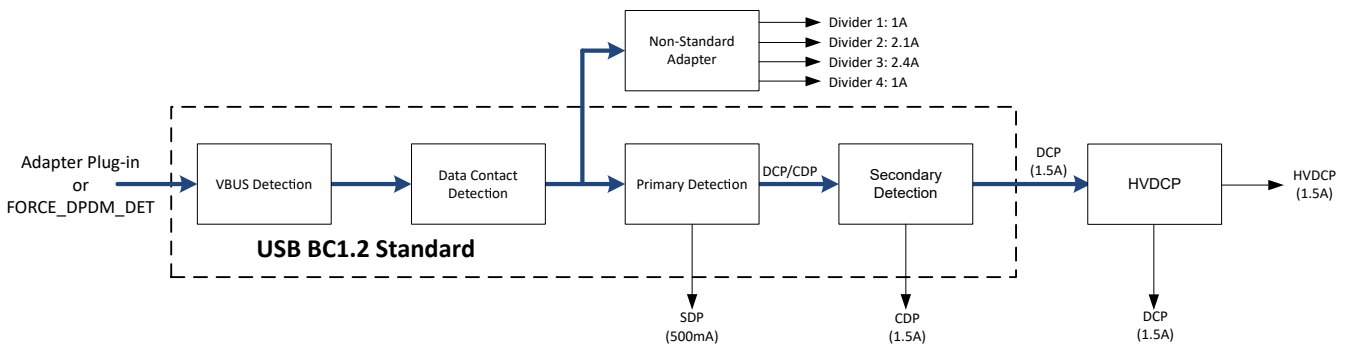 Non-Standard
Adapter
Divider 1: 1A
Divider 2: 2.1A
Divider 3: 2.4A
Divider 4: 1A
Adapter Plug-in
or
FORCE_DPDM_DET
VBUS Detection
Data Contact
Detection
Primary Detection
DCP/CDP
Secondary
Detection
DCP
(1.5A)
HVDCP
HVDCP
(1.5A)
USB BC1.2 Standard
SDP
(500mA)
CDP
(1.5A)
DCP
(1.5A)